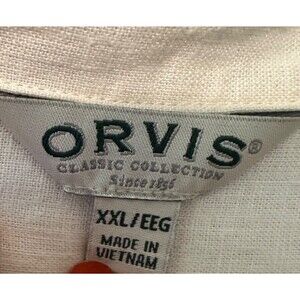 ORVIS®
CLASSIC COLLECTION
Since 1856
XXL/EEG
MADE IN
VIETNAM